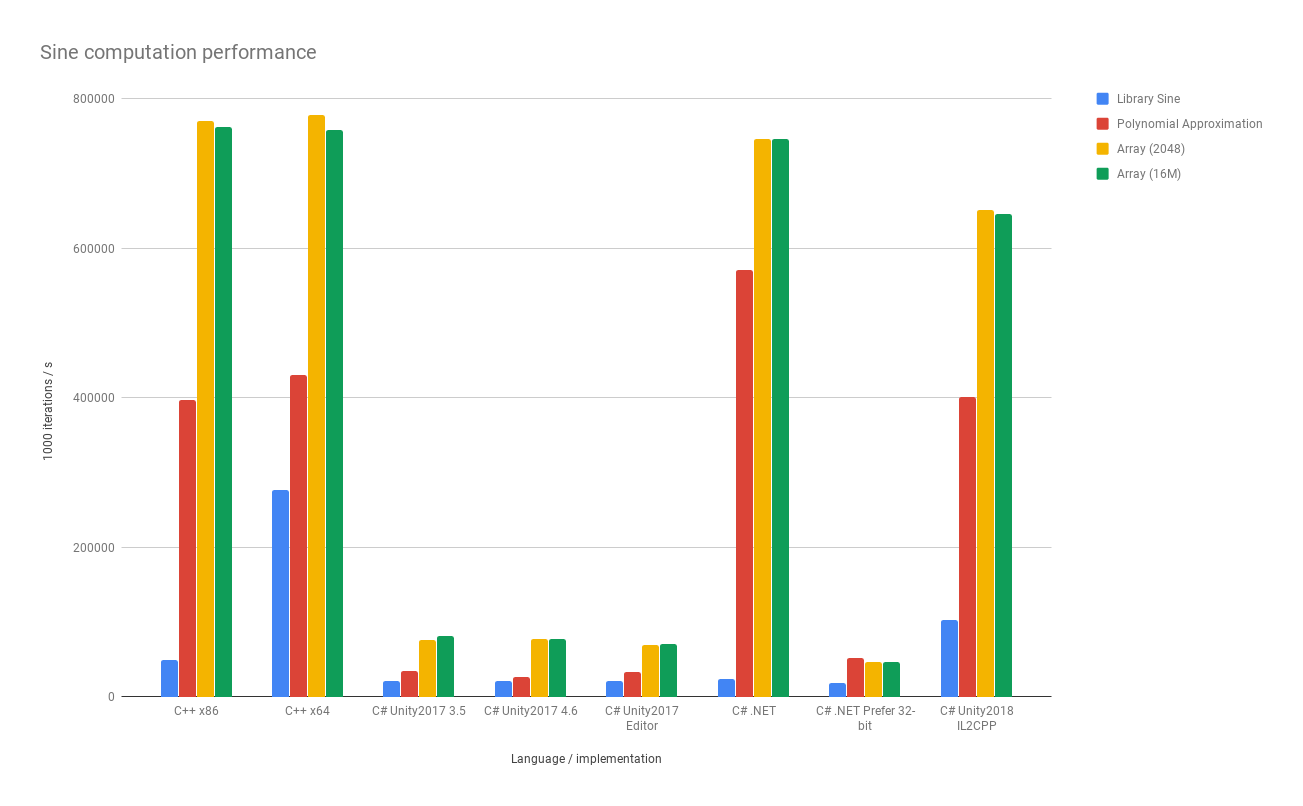 Sine computation performance
800000
600000
400000
200000
0
1000 iterations / s
C++ x86
C++ x64
C# Unity2017 3.5
C# Unity2017 4.6
C# Unity2017
Editor
C# .NET
C# .NET Prefer 32-
bit
C# Unity2018
IL2CPP
Language / implementation
Library Sine
Polynomial Approximation
Array (2048)
Array (16M)